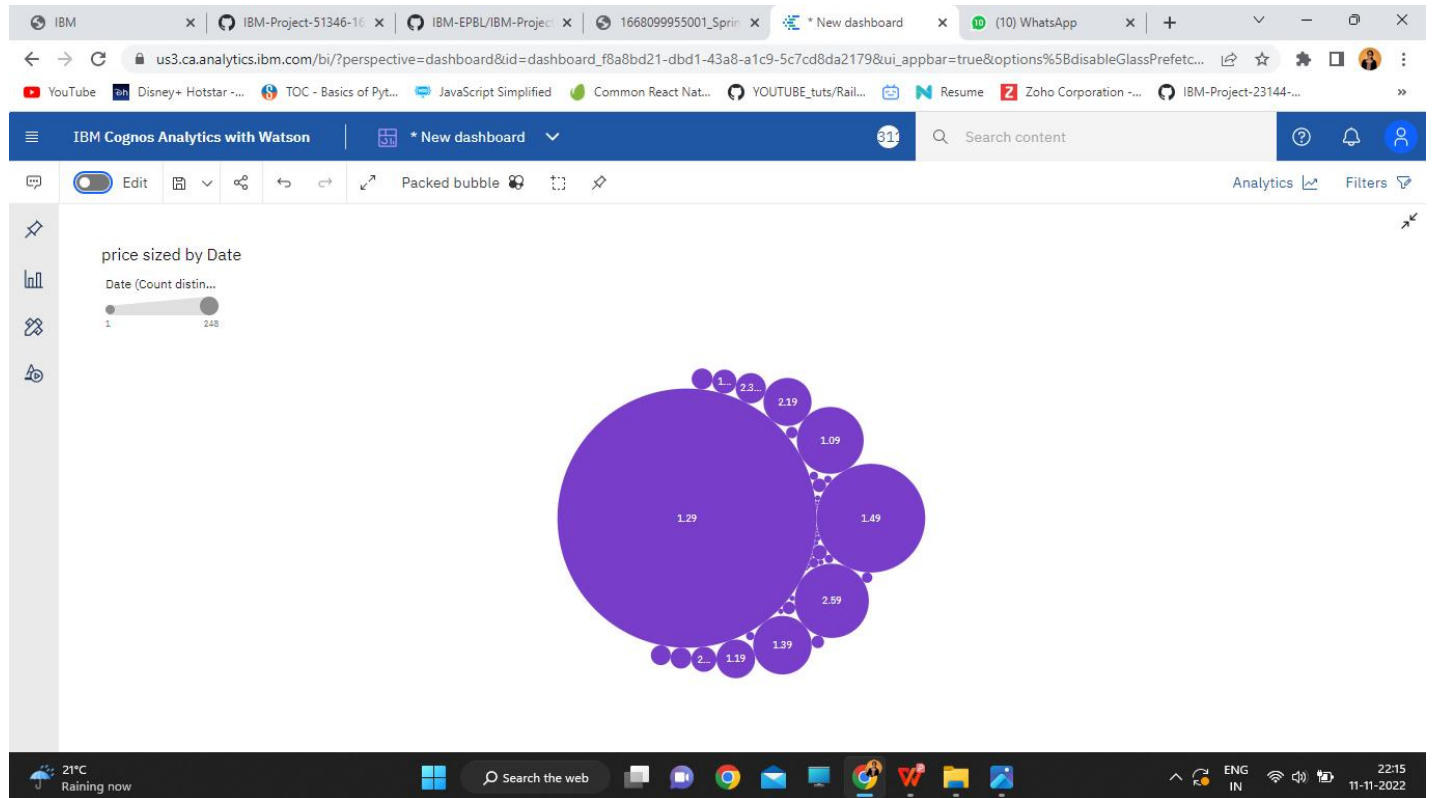 IBM
IBM-Project-51346-16
IBM-EPBL/IBM-Project
1668099955001_Sprin
* New dashboard
(10) WhatsApp
us3.ca.analytics.ibm.com/bi/?perspective=dashboard&id=dashboard_f8a8bd21-dbd1-43a8-a1c9-5c7cd8da2179&ui_appbar=true&options%5BdisableGlassPrefetc...
YouTube
Disney+ Hotstar -...
TOC - Basics of Pyt...
JavaScript Simplified
Common React Nat...
YOUTUBE_tuts/Rail...
Resume
Zoho Corporation -...
IBM-Project-23144-...
»
IBM Cognos Analytics with Watson
* New dashboard
Search content
Edit
Packed bubble
Analytics
Filters
price sized by Date
Date (Count distin...
1
248
1...
2.3...
2.19
1.09
1.29
1.49
2.59
1.39
1.19
2...
21°C
Raining now
Search the web
ENG
IN
22:15
11-11-2022